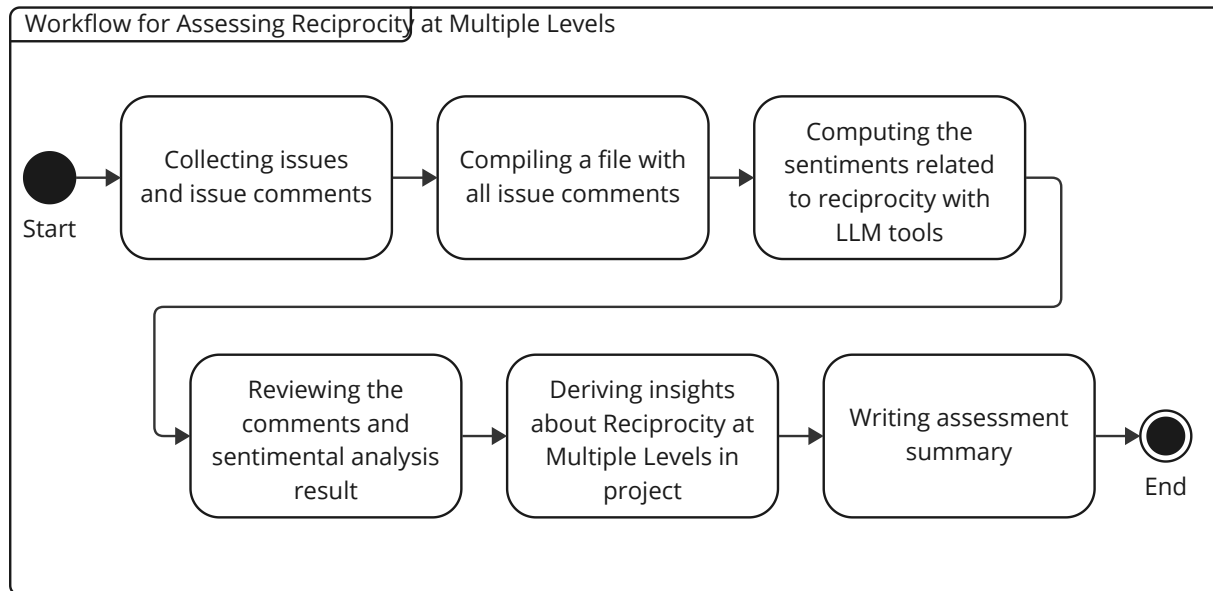 Workflow for Assessing Reciprocity at Multiple Levels
Collecting issues
and issue comments
Compiling a file with
all issue comments
Computing the
sentiments related
to reciprocity with
LLM tools
Start
Reviewing the
comments and
sentimental analysis
result
Deriving insights
about Reciprocity at
Multiple Levels in
project
Writing assessment
summary
End